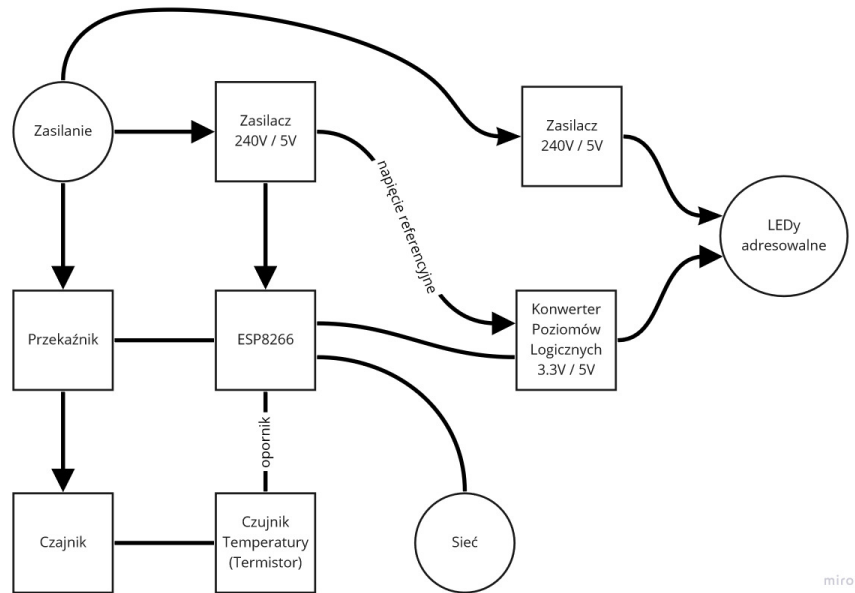 Zasilanie
Zasilacz
240V / 5V
Zasilacz
240V / 5V
napięcie referencyjne
LEDy
adresowalne
Przekaźnik
ESP8266
Konwerter
Poziomów
Logicznych
3.3V / 5V
opornik
Czajnik
Czujnik
Temperatury
(Termistor)
Sieć
miro